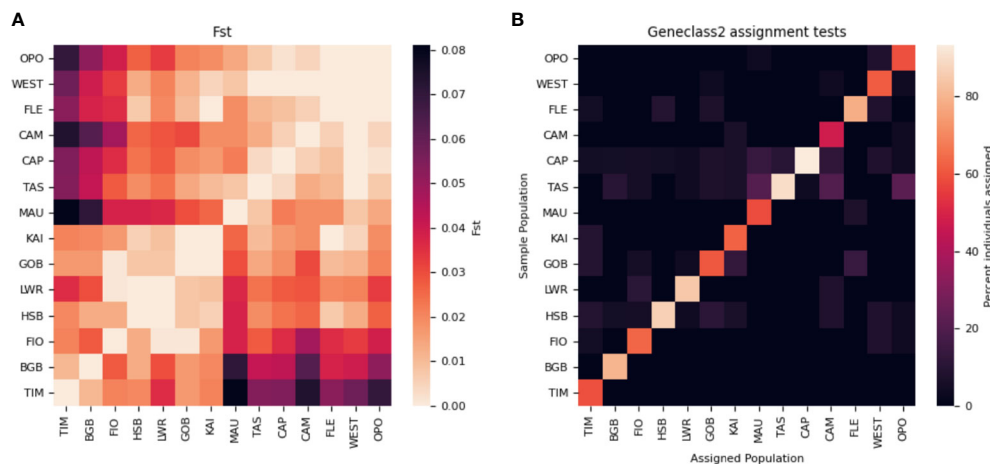 A
Fst
OPO
WEST
FLE
CAM
CAP
TAS
MAU
KAI
GOB
LWR
HSB
FIO
BGB
TIM
TIM BGB FIO HSB LWR GOB KAI MAU TAS CAP CAM FLE WEST OPO
0.08
0.07
0.06
0.05
0.04
0.03
0.02
0.01
0.00
Fst
B
Geneclass2 assignment tests
Sample Population
OPO
WEST
FLE
CAM
CAP
TAS
MAU
KAI
GOB
LWR
HSB
FIO
BGB
TIM
TIM BGB FIO HSB LWR GOB KAI MAU TAS CAP CAM FLE WEST OPO
Assigned Population
80
60
40
20
0
Percent individuals assigned